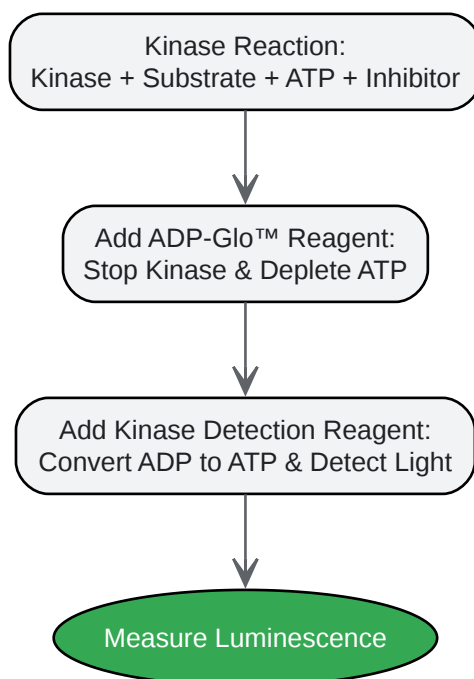 Kinase Reaction:
Kinase + Substrate + ATP + Inhibitor
Add ADP-Glo™ Reagent:
Stop Kinase & Deplete ATP
Add Kinase Detection Reagent:
Convert ADP to ATP & Detect Light
Measure Luminescence